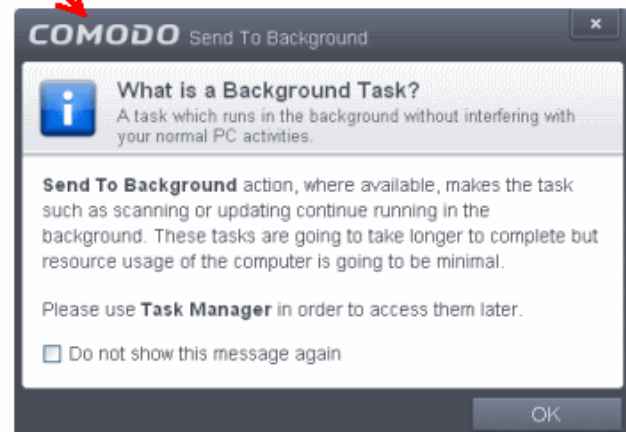 COMODO Send To Background
What is a Background Task?
A task which runs in the background without interfering with
your normal PC activities.
Send To Background action, where available, makes the task
such as scanning or updating continue running in the
background. These tasks are going to take longer to complete but
resource usage of the computer is going to be minimal.
Please use Task Manager in order to access them later.
Do not show this message again
OK